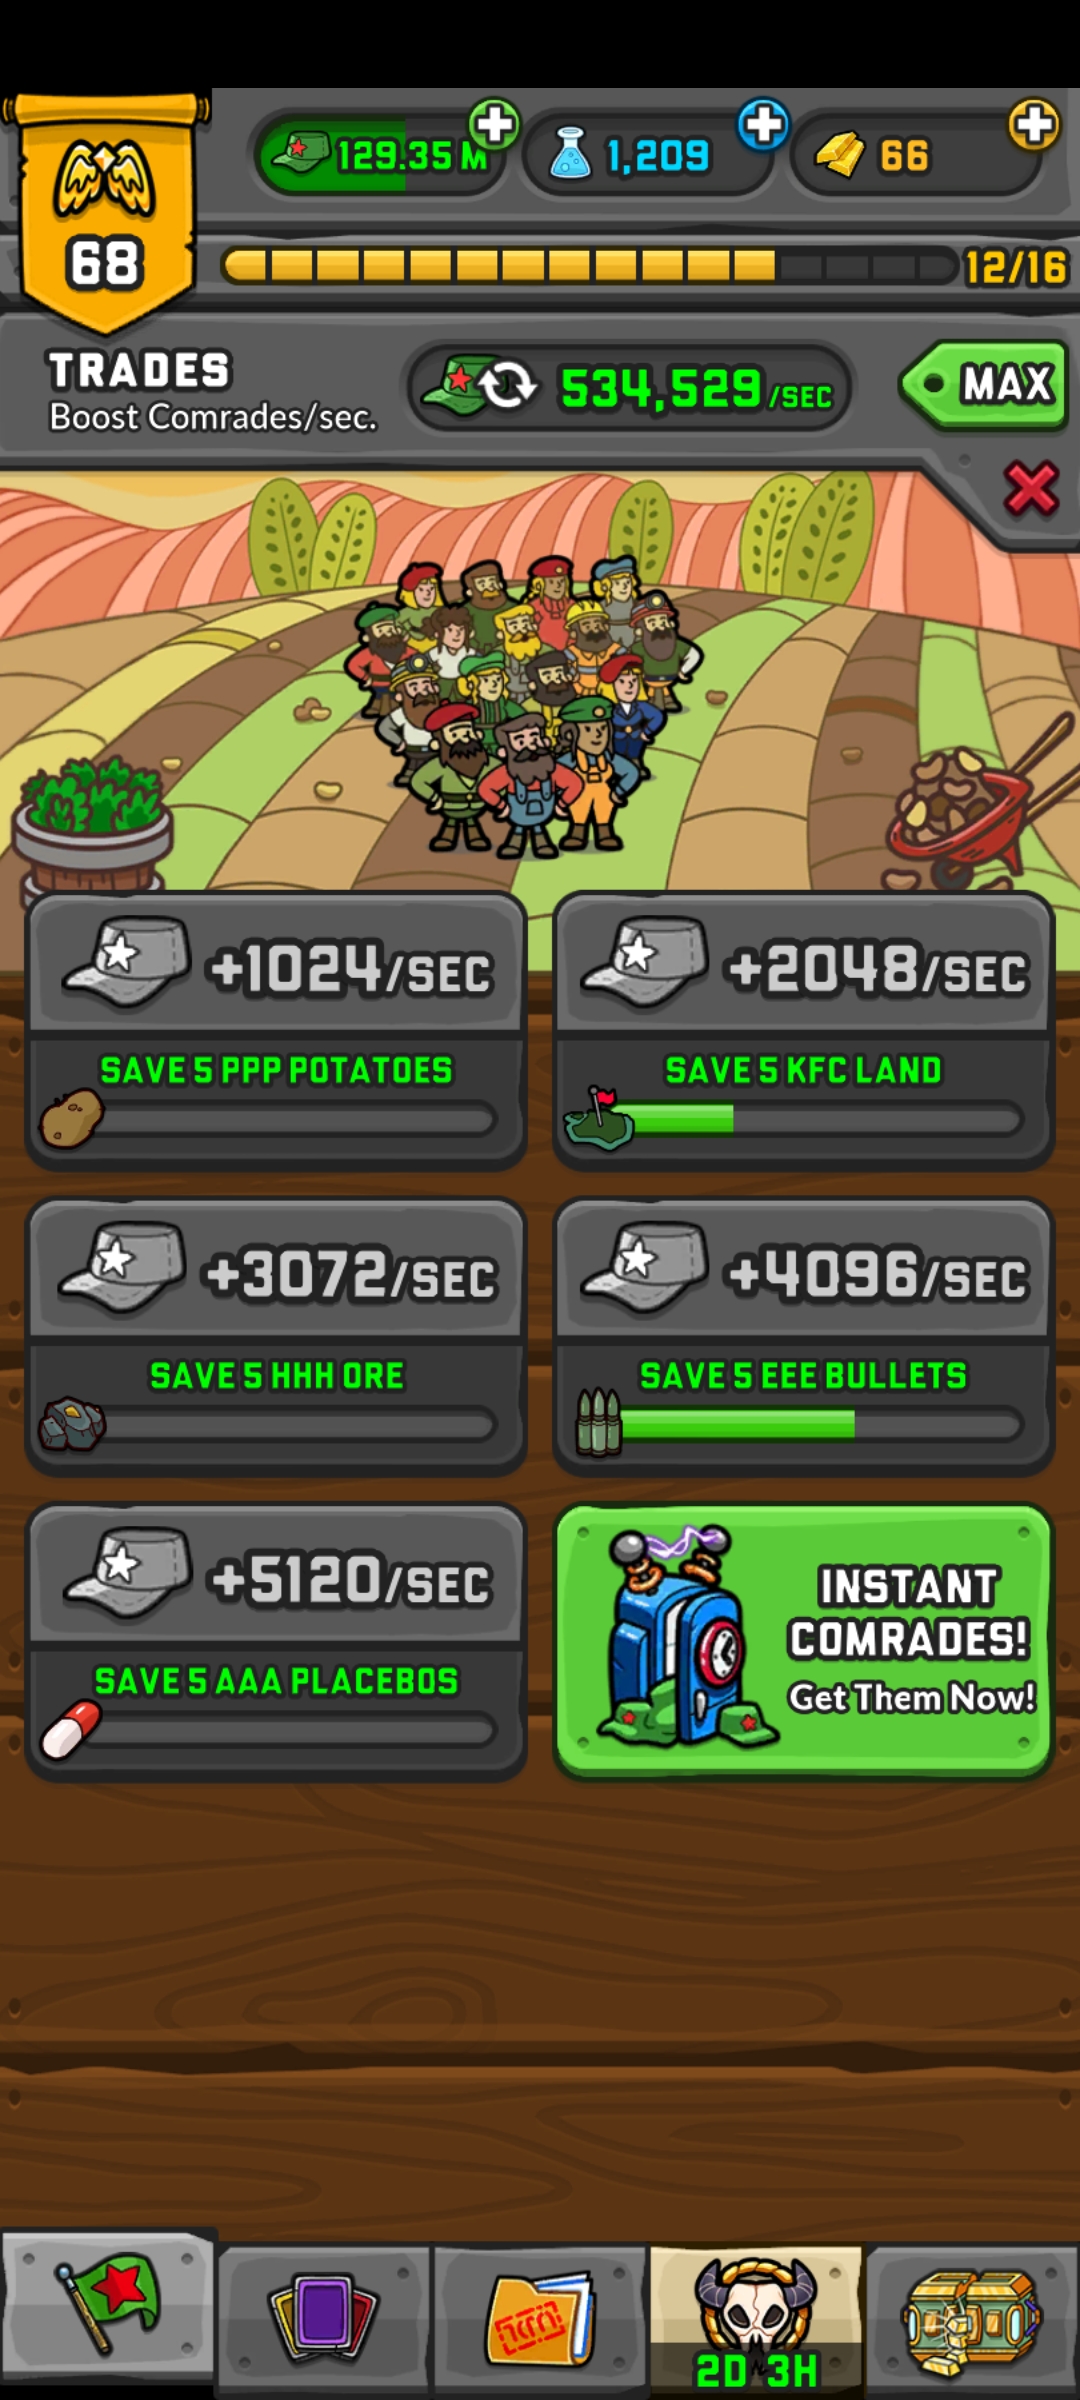 129.35 M
1,209
66
68
12/16
TRADES
Boost Comrades/sec.
534,529/SEC
MAX
+1024/SEC
+2048/SEC
SAVE 5 PPP POTATOES
SAVE 5 KFC LAND
+3072/SEC
+4096/SEC
SAVE 5 HHH ORE
SAVE 5 EEE BULLETS
+5120/SEC
SAVE 5 AAA PLACEBOS
INSTANT
COMRADES!
Get Them Now!
2D 3H